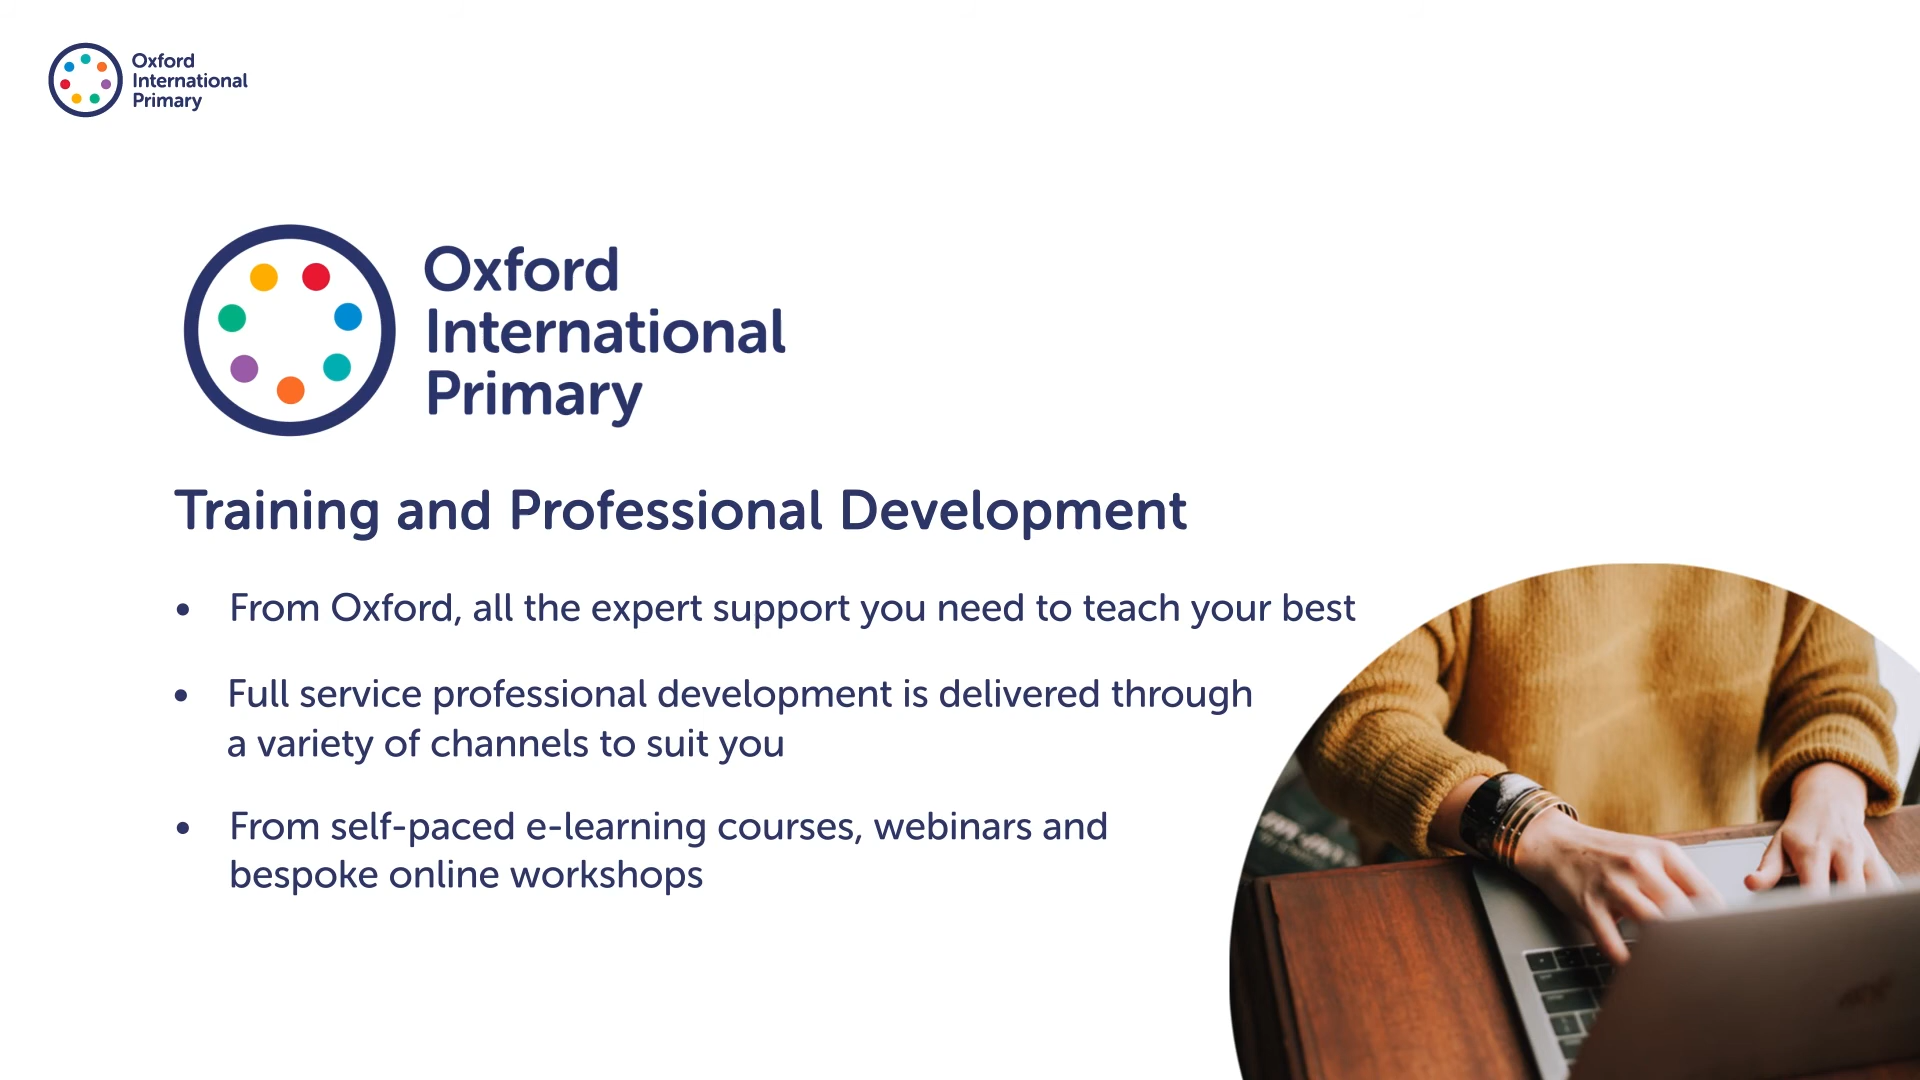 Oxford
International
Primary
Oxford
International
Primary
Training and Professional Development
• From Oxford, all the expert support you need to teach your best
• Full service professional development is delivered through
a variety of channels to suit you
• From self-paced e-learning courses, webinars and
bespoke online workshops